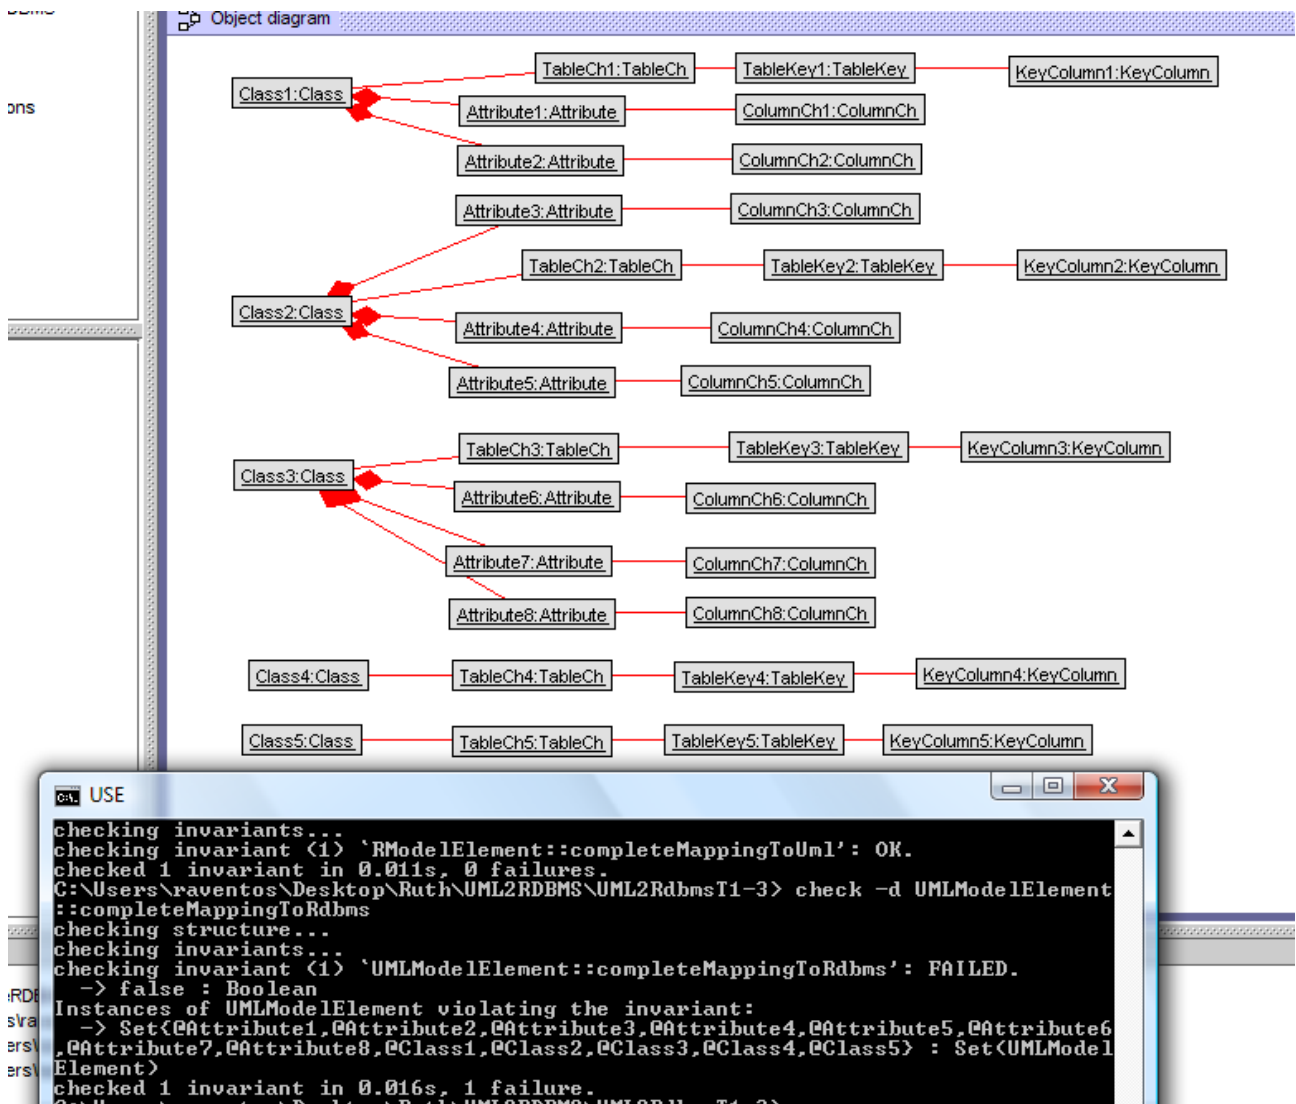 Object diagram
ons
TableCh1:TableCh
TableKey1:TableKey
KeyColumn1:KeyColumn
Class1:Class
Attribute1:Attribute
ColumnCh1:ColumnCh
Attribute2:Attribute
ColumnCh2:ColumnCh
Attribute3:Attribute
ColumnCh3:ColumnCh
TableCh2:TableCh
TableKey2:TableKey
KeyColumn2:KeyColumn
Class2:Class
Attribute4:Attribute
ColumnCh4:ColumnCh
Attribute5:Attribute
ColumnCh5:ColumnCh
TableCh3:TableCh
TableKey3:TableKey
KeyColumn3:KeyColumn
Class3:Class
Attribute6:Attribute
ColumnCh6:ColumnCh
Attribute7:Attribute
ColumnCh7:ColumnCh
Attribute8:Attribute
ColumnCh8:ColumnCh
Class4:Class
TableCh4:TableCh
TableKey4:TableKey
KeyColumn4:KeyColumn
Class5:Class
TableCh5:TableCh
TableKey5:TableKey
KeyColumn5:KeyColumn
USE
checking invariants...
checking invariant (1) `RModelElement::completeMappingToUml': OK.
checked 1 invariant in 0.011s, 0 failures.
C:\Users\raventos\Desktop\Ruth\UML2RDBMS\UML2RdbmsT1-3> check -d UMLModelElement
::completeMappingToRdbms
checking structure...
checking invariants...
checking invariant (1) `UMLModelElement::completeMappingToRdbms': FAILED.
-> false : Boolean
Instances of UMLModelElement violating the invariant:
-> Set{@Attribute1,@Attribute2,@Attribute3,@Attribute4,@Attribute5,@Attribute6
,@Attribute7,@Attribute8,@Class1,@Class2,@Class3,@Class4,@Class5} : Set(UMLModel
Element)
checked 1 invariant in 0.016s, 1 failure.